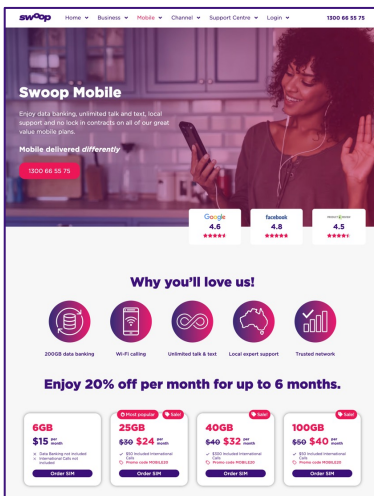 swoop
Home Business Mobile Channel Support Centre Login 1300 66 55 75
Swoop Mobile
Enjoy data banking, unlimited talk and text, local
support and no lock in contracts on all of our great
value mobile plans.
Mobile delivered differently
1300 66 55 75
Google facebook
4.6 4.8 4.5
Why you'll love us!
200GB data banking Wi-Fi calling Unlimited talk & text Local expert support Trusted network
Enjoy 20% off per month for up to 6 months.
Most popular Sale! Sale! Sale!
6GB 25GB 40GB 100GB
$15 per month $30 $24 per month $40 $32 per month $50 $40 per month
Data Banking not included
International Calls not
included
$50 Included International
Calls
Promo code MOBILE20
$300 Included International
Calls
Promo code MOBILE20
Included International
Calls
Promo code MOBILE20
Order SIM Order SIM Order SIM Order SIM